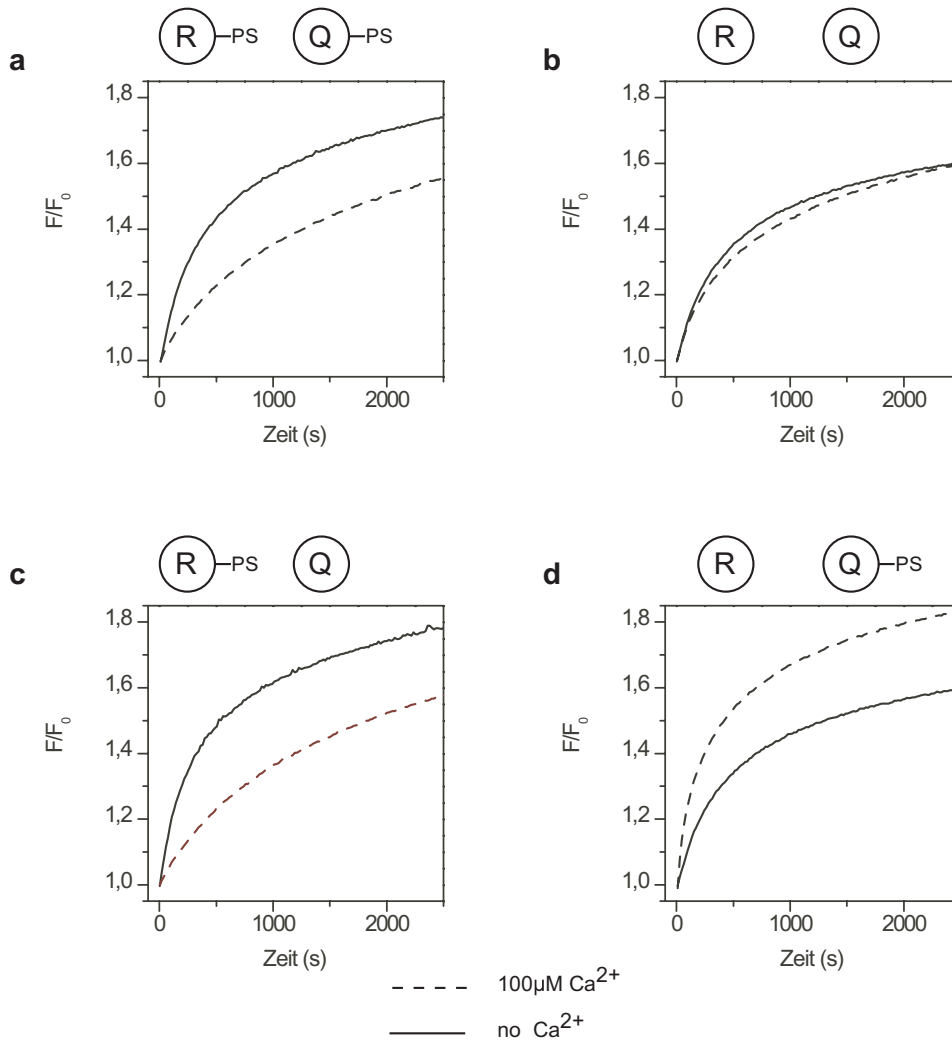 R PS Q PS
a
1,8
1,6
1,4
1,2
1,0
F/F₀
0 1000 2000
Zeit (s)
R Q
b
1,8
1,6
1,4
1,2
1,0
F/F₀
0 1000 2000
Zeit (s)
R PS Q
c
1,8
1,6
1,4
1,2
1,0
F/F₀
0 1000 2000
Zeit (s)
R Q PS
d
1,8
1,6
1,4
1,2
1,0
F/F₀
0 1000 2000
Zeit (s)
100µM Ca²⁺
no Ca²⁺